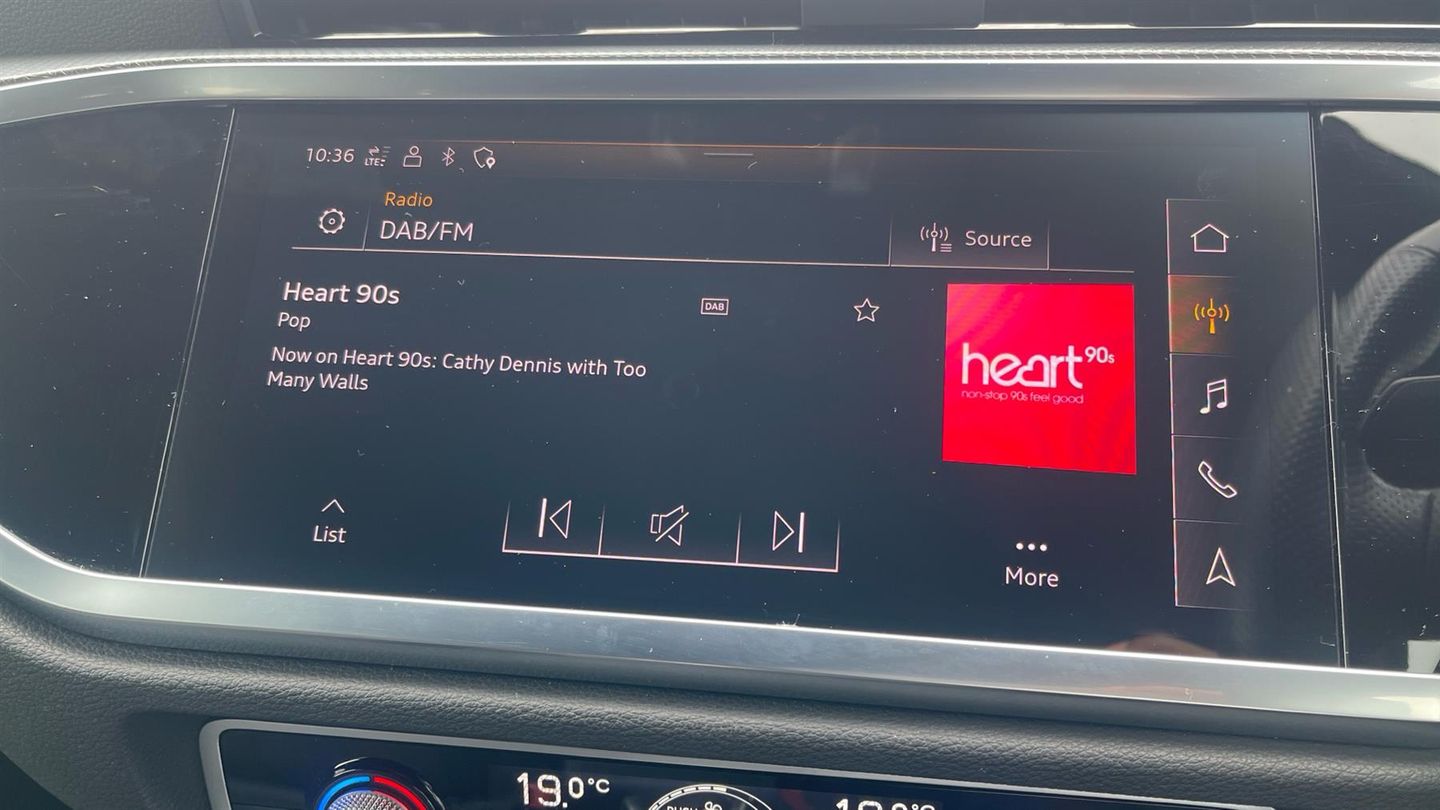 10:36 LTE
Radio
DAB/FM
Source
Heart 90s
DAB
Pop
Now on Heart 90s: Cathy Dennis with Too
Many Walls
heart 90s
non-stop 90s feel good
List
More
19.0°C